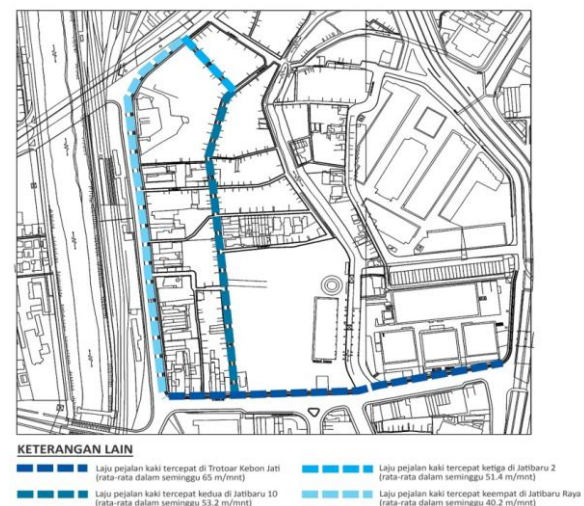 KETERANGAN LAIN
Laju pejalan kaki tercepat di Trotoar Kebon Jati
(rata-rata dalam seminggu 65 m/mnt)
Laju pejalan kaki tercepat kedua di Jatibaru 10
(rata-rata dalam seminggu 53.2 m/mnt)
Laju pejalan kaki tercepat ketiga di Jatibaru 2
(rata-rata dalam seminggu 51.4 m/mnt)
Laju pejalan kaki tercepat keempat di Jatibaru Raya
(rata-rata dalam seminggu 40.2 m/mnt)